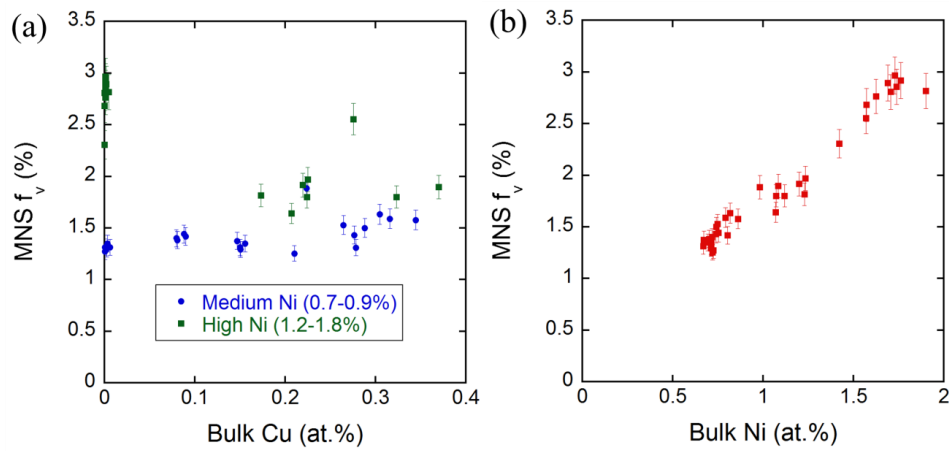 (a)
3.5
3
2.5
2
1.5
1
0.5
0
MNS f_v (%)
Medium Ni (0.7-0.9%)
High Ni (1.2-1.8%)
0 0.1 0.2 0.3 0.4
Bulk Cu (at.%)
(b)
3.5
3
2.5
2
1.5
1
0.5
0
MNS f_v (%)
0 0.5 1 1.5 2
Bulk Ni (at.%)